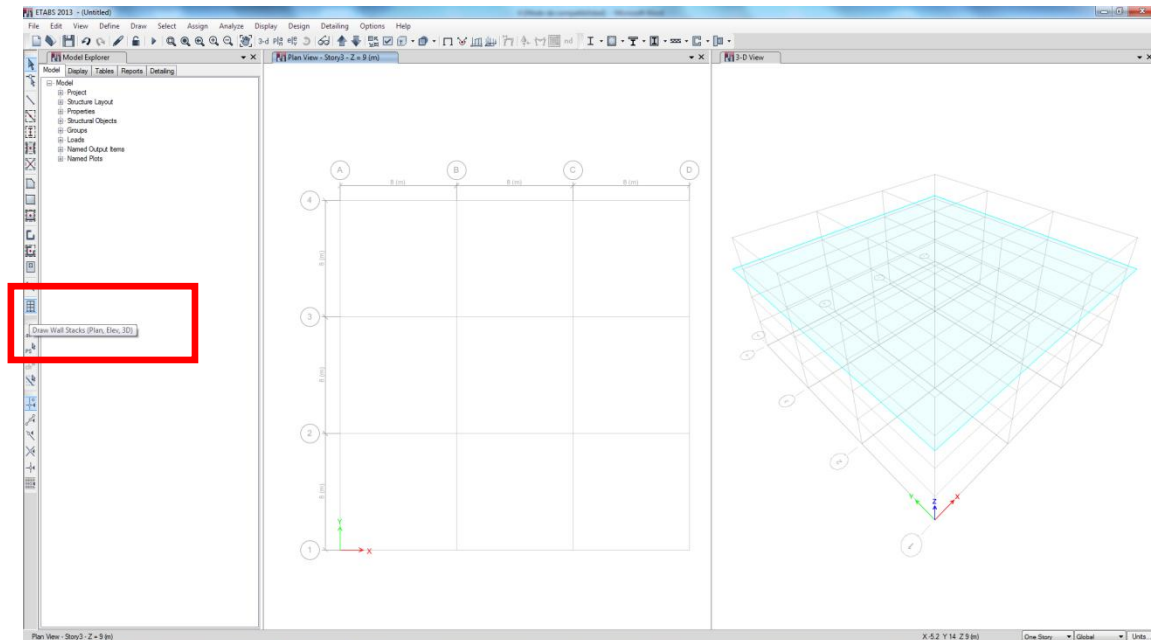 ETABS 2013 - (Untitled)
File Edit View Define Draw Select Assign Analyze Display Design Detailing Options Help
3-d
Model Explorer
Model Display Tables Reports Detailing
Model
Project
Structure Layout
Properties
Structural Objects
Groups
Loads
Named Output Items
Named Plots
Draw Wall Stacks (Plan, Elev, 3D)
Plan View - Story3 - Z = 9 (m)
A B C D
8 (m) 8 (m) 8 (m)
4
8 (m)
3
8 (m)
2
8 (m)
Y
1 X
3-D View
Y Z X
Plan View - Story3 - Z = 9 (m)
X -5.2 Y 14 Z 9 (m)
One Story Global Units...